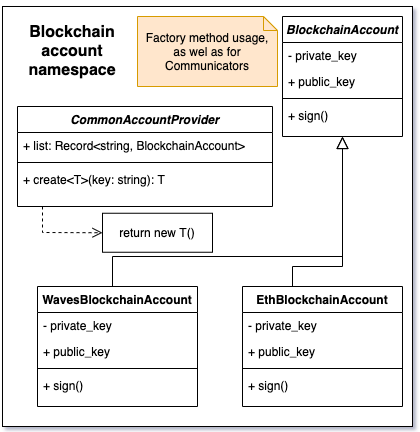 Blockchain
account
namespace
Factory method usage,
as wel as for
Communicators
BlockchainAccount
- private_key
+ public_key
+ sign()
CommonAccountProvider
+ list: Record<string, BlockchainAccount>
+ create<T>(key: string): T
return new T()
WavesBlockchainAccount
- private_key
+ public_key
+ sign()
EthBlockchainAccount
- private_key
+ public_key
+ sign()